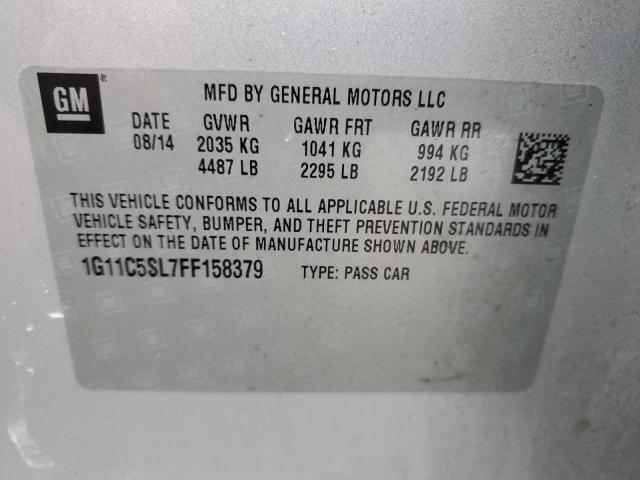 GM ®
MFD BY GENERAL MOTORS LLC
DATE GVWR GAWR FRT GAWR RR
08/14 2035 KG 1041 KG 994 KG
4487 LB 2295 LB 2192 LB
THIS VEHICLE CONFORMS TO ALL APPLICABLE U.S. FEDERAL MOTOR
VEHICLE SAFETY, BUMPER, AND THEFT PREVENTION STANDARDS IN
EFFECT ON THE DATE OF MANUFACTURE SHOWN ABOVE.
1G11C5SL7FF158379 TYPE: PASS CAR